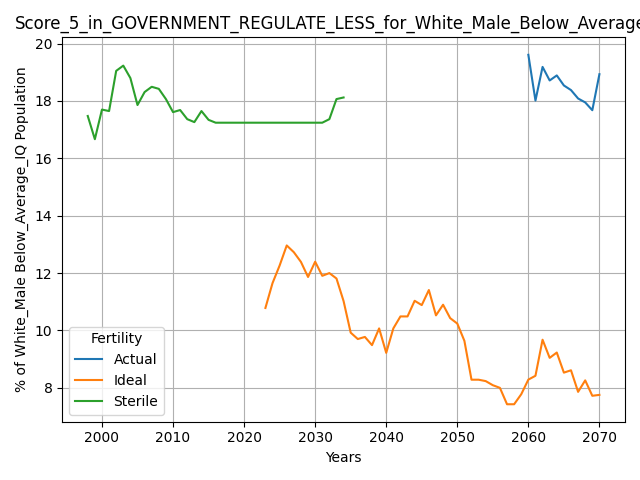 Score_5_in_GOVERNMENT_REGULATE_LESS_for_White_Male_Below_Average
% of White_Male Below_Average_IQ Population
20
18
16
14
12
10
8
Fertility
Actual
Ideal
Sterile
2000 2010 2020 2030 2040 2050 2060 2070
Years